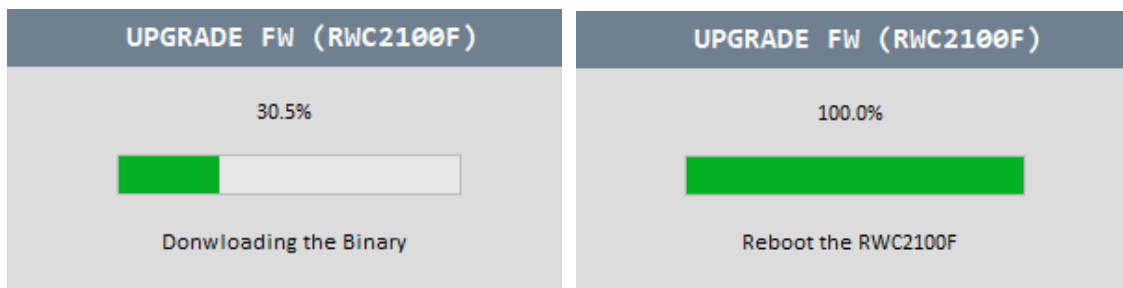 UPGRADE FW (RWC2100F)
30.5%
Donwloading the Binary
UPGRADE FW (RWC2100F)
100.0%
Reboot the RWC2100F